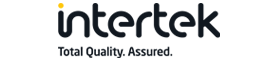 intertek
Total Quality. Assured.